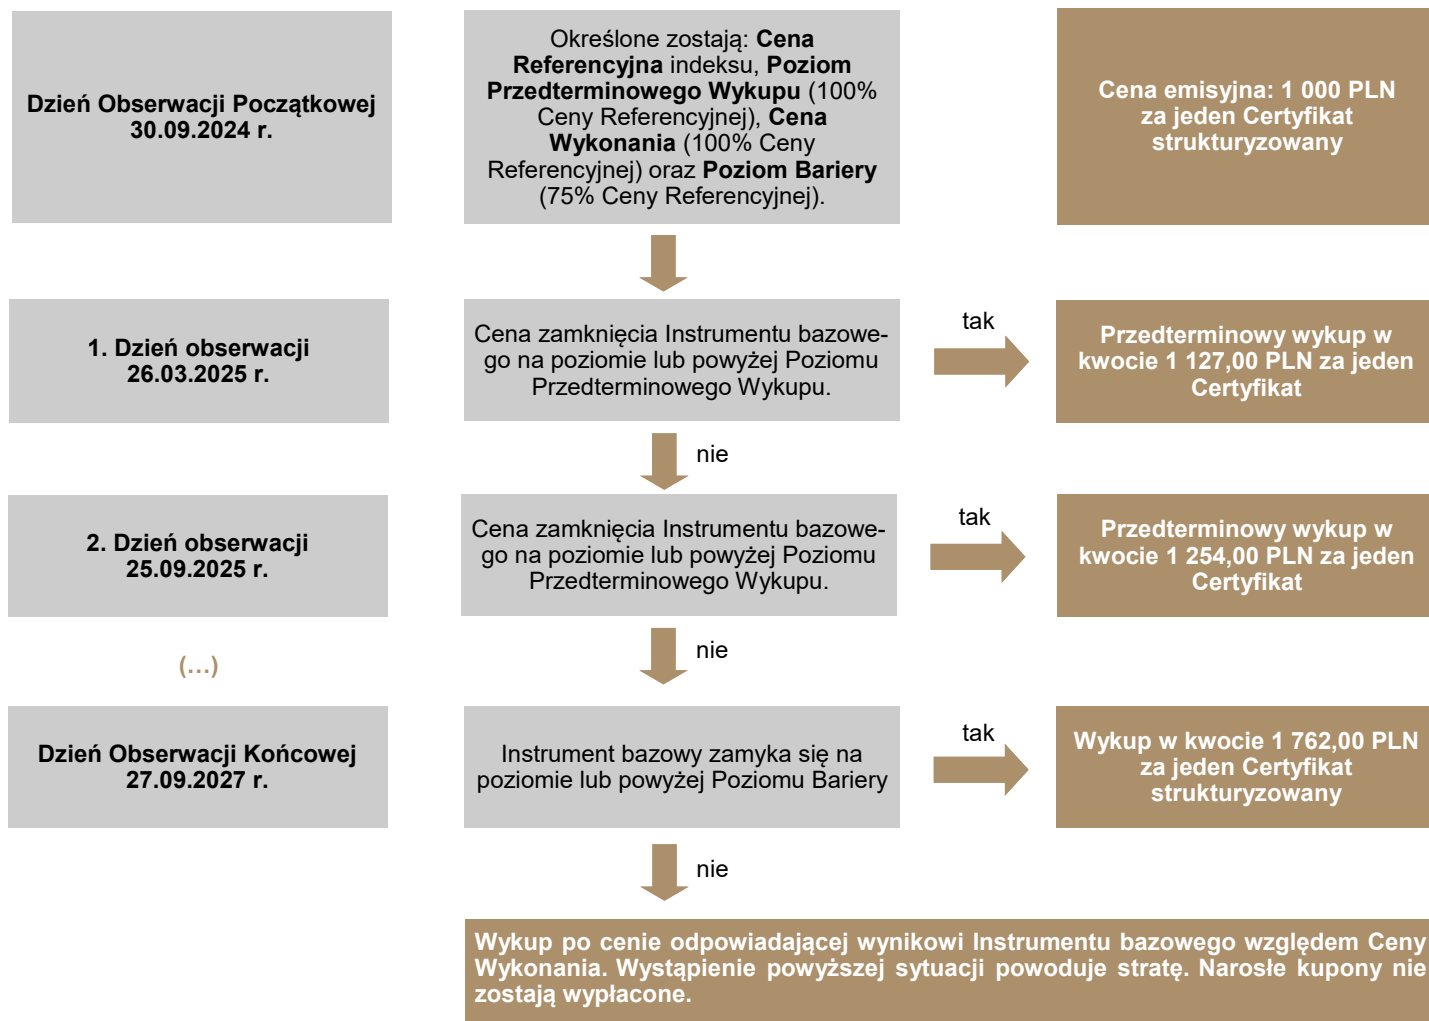 Dzień Obserwacji Początkowej
30.09.2024 r.
Określone zostają: Cena
Referencyjna indeksu, Poziom
Przedterminowego Wykupu (100%
Ceny Referencyjnej), Cena
Wykonania (100% Ceny
Referencyjnej) oraz Poziom Bariery
(75% Ceny Referencyjnej).
Cena emisyjna: 1 000 PLN
za jeden Certyfikat
strukturyzowany
1. Dzień obserwacji
26.03.2025 r.
Cena zamknięcia Instrumentu bazowe-
go na poziomie lub powyżej Poziomu
Przedterminowego Wykupu.
tak
Przedterminowy wykup w
kwocie 1 127,00 PLN za jeden
Certyfikat
nie
2. Dzień obserwacji
25.09.2025 r.
Cena zamknięcia Instrumentu bazowe-
go na poziomie lub powyżej Poziomu
Przedterminowego Wykupu.
tak
Przedterminowy wykup w
kwocie 1 254,00 PLN za jeden
Certyfikat
nie
(…)
Dzień Obserwacji Końcowej
27.09.2027 r.
Instrument bazowy zamyka się na
poziomie lub powyżej Poziomu Bariery
tak
Wykup w kwocie 1 762,00 PLN
za jeden Certyfikat
strukturyzowany
nie
Wykup po cenie odpowiadającej wynikowi Instrumentu bazowego względem Ceny
Wykonania. Wystąpienie powyższej sytuacji powoduje stratę. Narosłe kupony nie
zostają wypłacone.